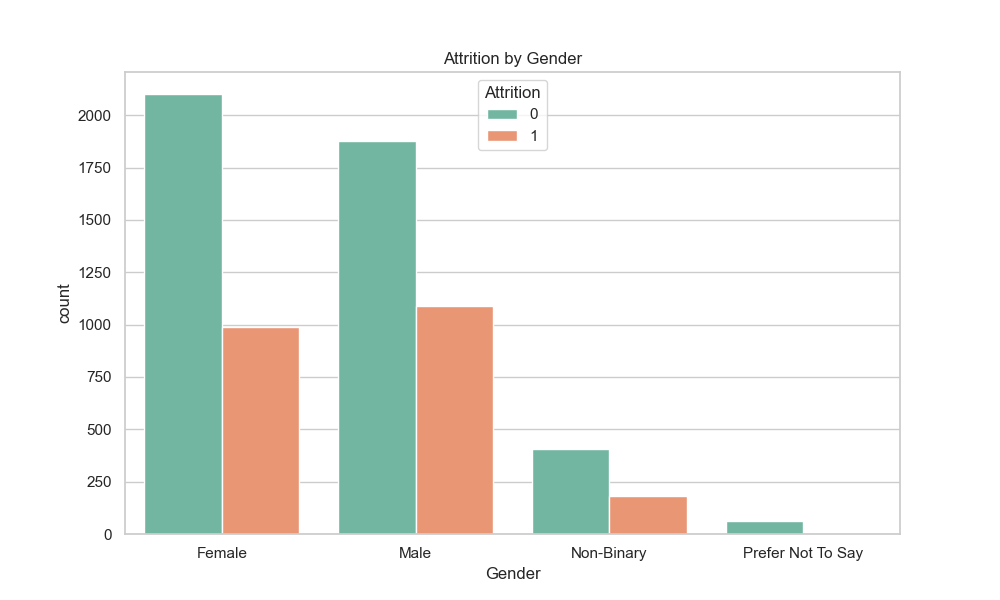 Attrition by Gender
Attrition
0
1
2000
1750
1500
1250
1000
750
500
250
0
count
Female Male Non-Binary Prefer Not To Say
Gender